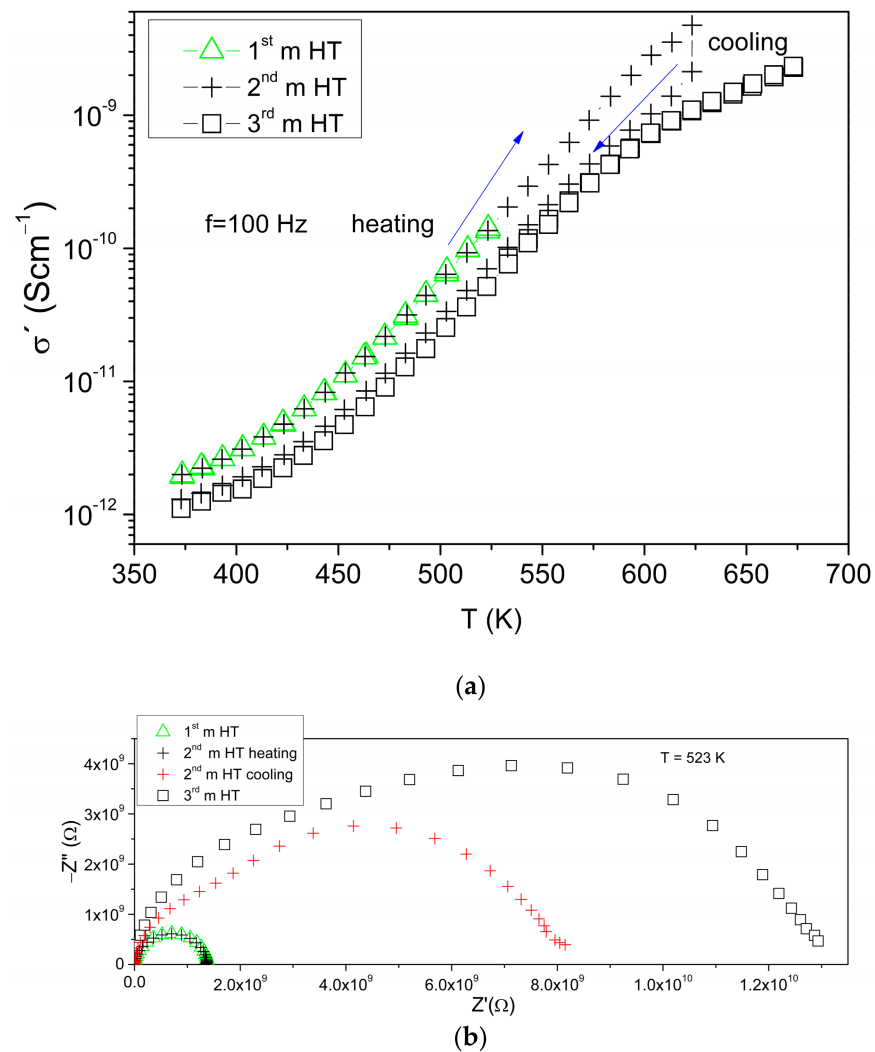 1st m HT
2nd m HT
3rd m HT
cooling
f=100 Hz heating
σ´ (Scm−1)
10-9
10-10
10-11
10-12
350 400 450 500 550 600 650 700
T (K)
(a)
1st m HT
2nd m HT heating
2nd m HT cooling
3rd m HT
T = 523 K
−Z'' (Ω)
4x109
3x109
2x109
1x109
0
0.0 2.0x109 4.0x109 6.0x109 8.0x109 1.0x1010 1.2x1010
Z'(Ω)
(b)